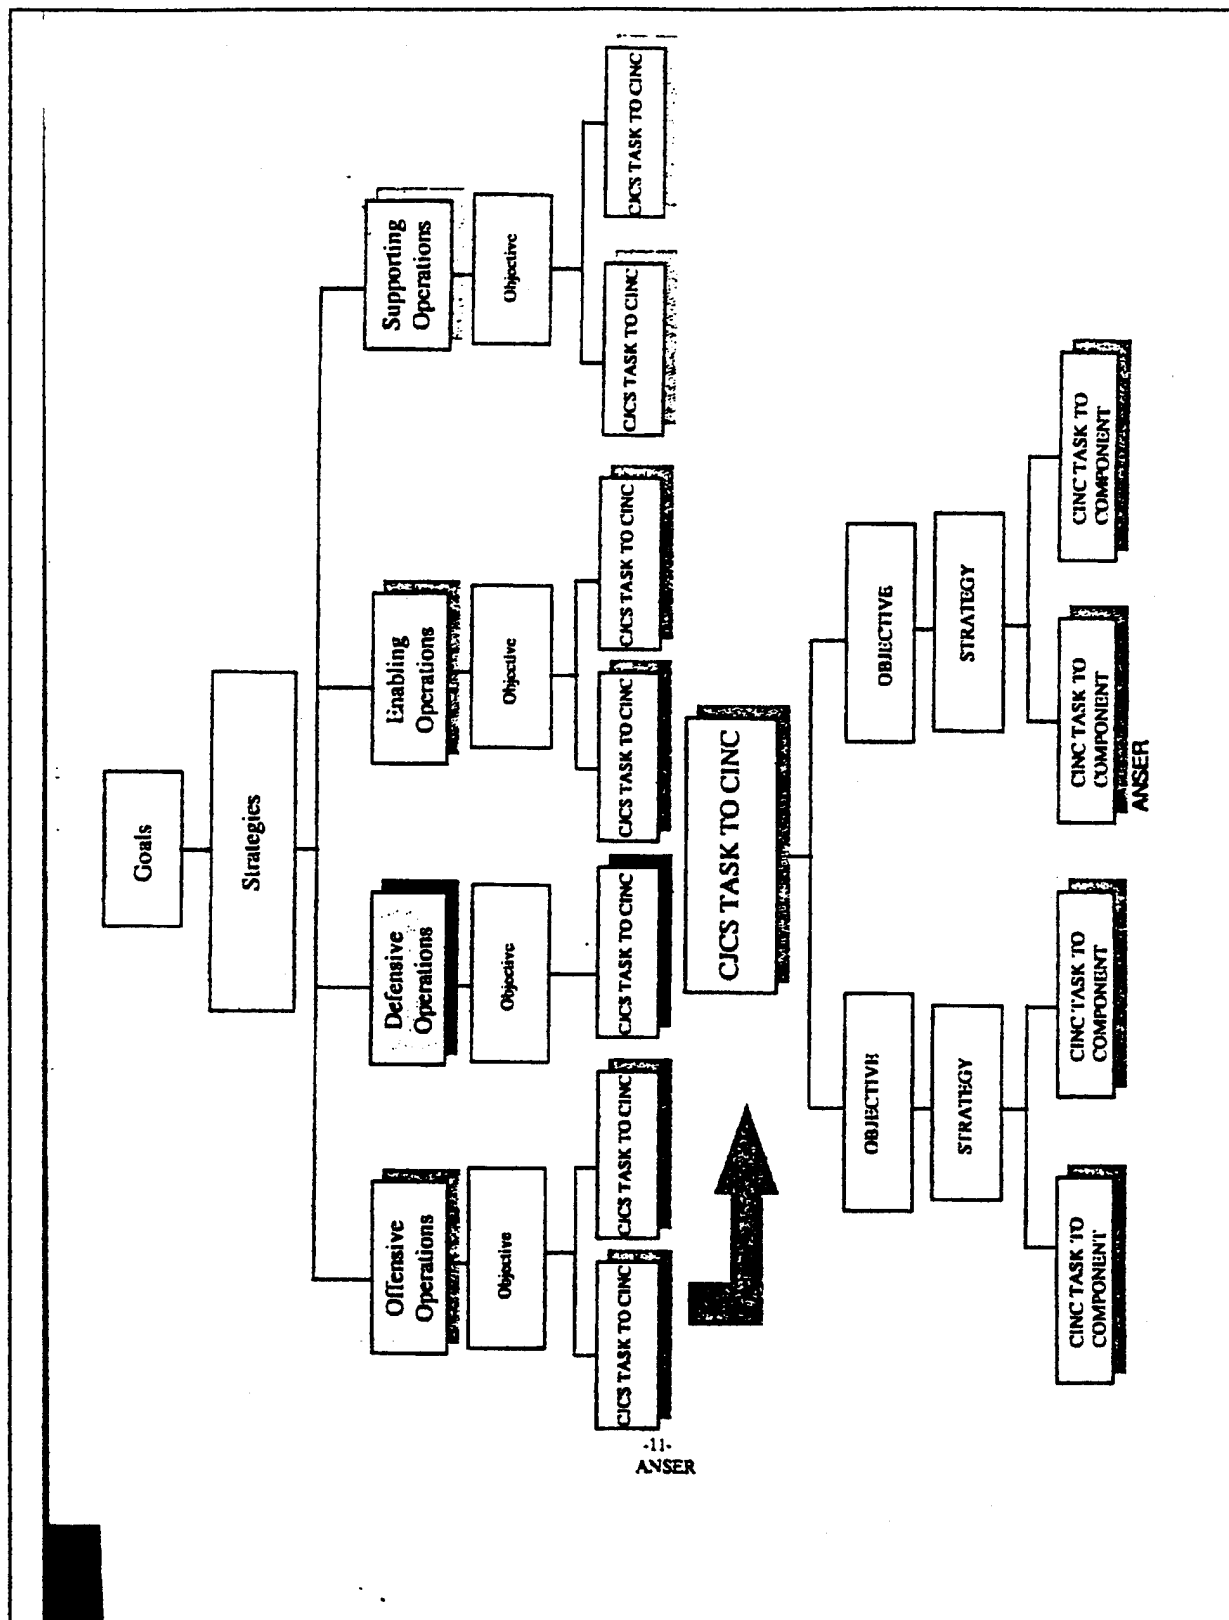 Goals
Strategies
Offensive
Operations
Defensive
Operations
Enabling
Operations
Supporting
Operations
Objective
Objective
Objective
Objective
CJCS TASK TO CINC
CJCS TASK TO CINC
CJCS TASK TO CINC
CJCS TASK TO CINC
CJCS TASK TO CINC
CJCS TASK TO CINC
CJCS TASK TO CINC
CJCS TASK TO CINC
OBJECTIVE
OBJECTIVE
STRATEGY
STRATEGY
CINC TASK TO
COMPONENT
CINC TASK TO
COMPONENT
CINC TASK TO
COMPONENT
CINC TASK TO
COMPONENT
ANSER
-11-
ANSER